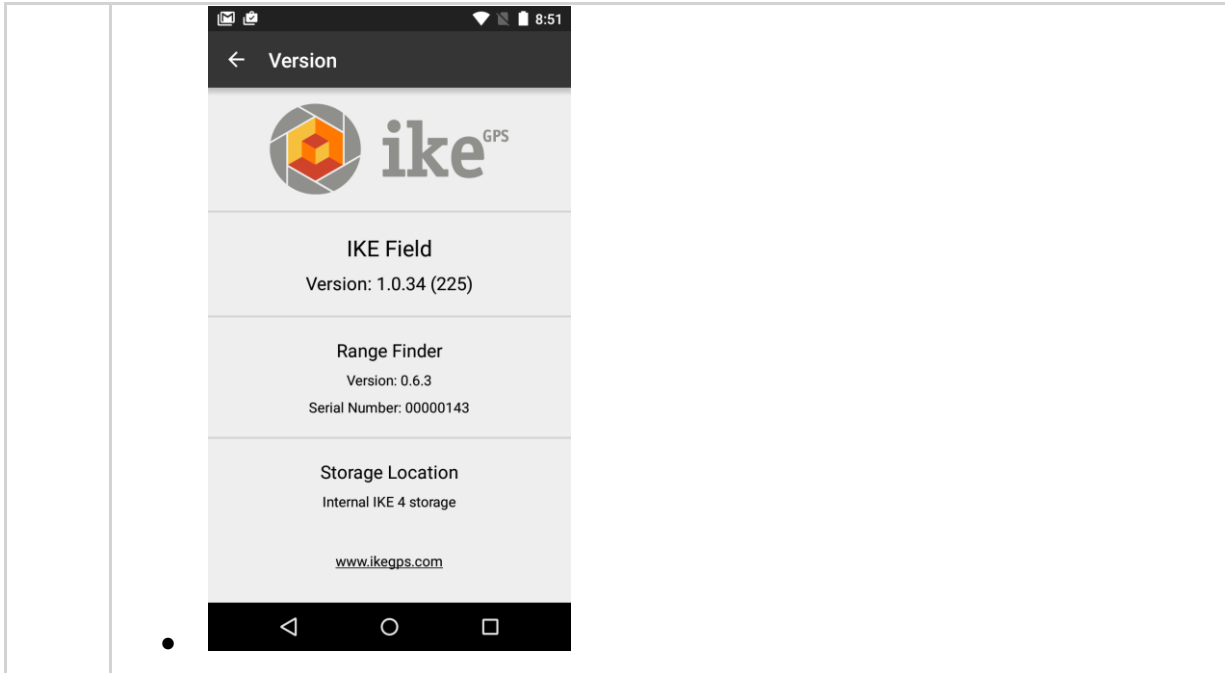 8:51
Version
ike GPS
IKE Field
Version: 1.0.34 (225)
Range Finder
Version: 0.6.3
Serial Number: 00000143
Storage Location
Internal IKE 4 storage
www.ikegps.com